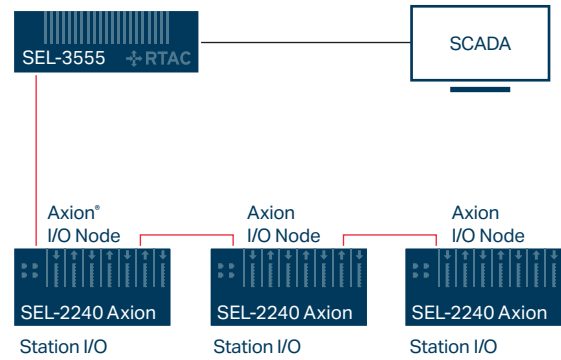 SEL-3555 RTAC
SCADA
Axion®
I/O Node
Axion
I/O Node
Axion
I/O Node
SEL-2240 Axion
SEL-2240 Axion
SEL-2240 Axion
Station I/O
Station I/O
Station I/O